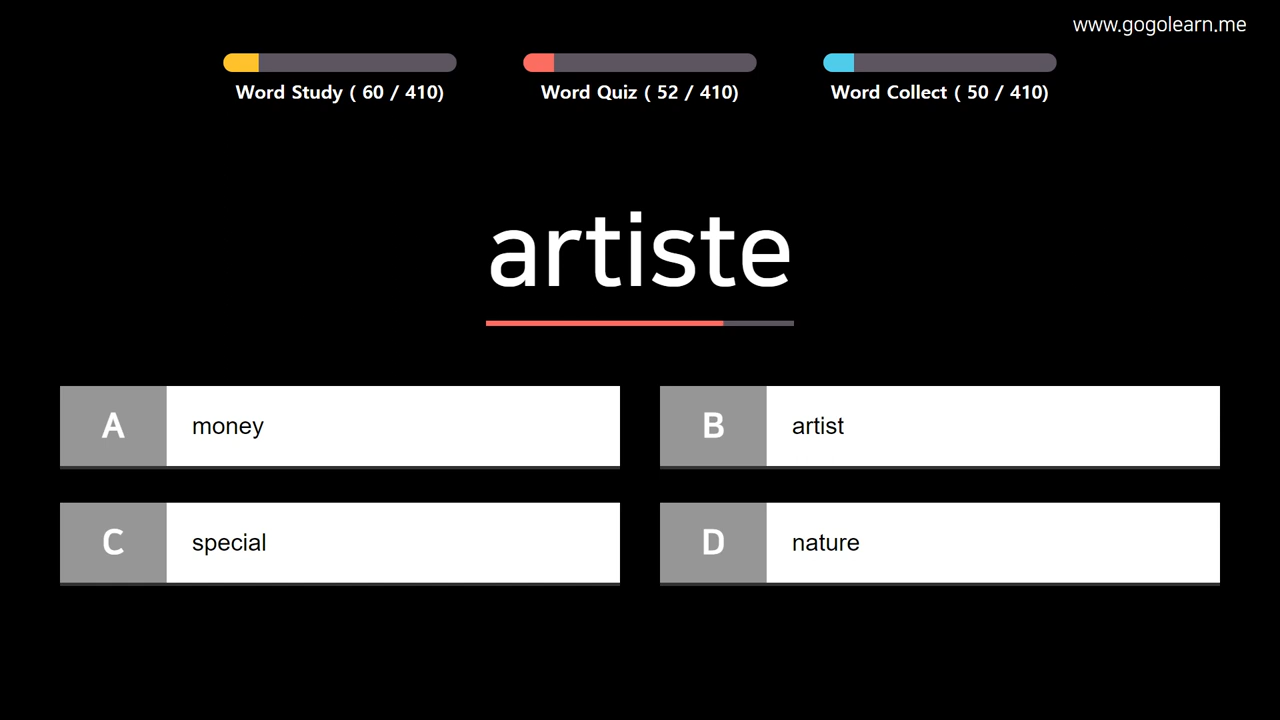 www.gogolearn.me
Word Study ( 60 / 410)
Word Quiz ( 52 / 410)
Word Collect ( 50 / 410)
artiste
A money
B artist
C special
D nature